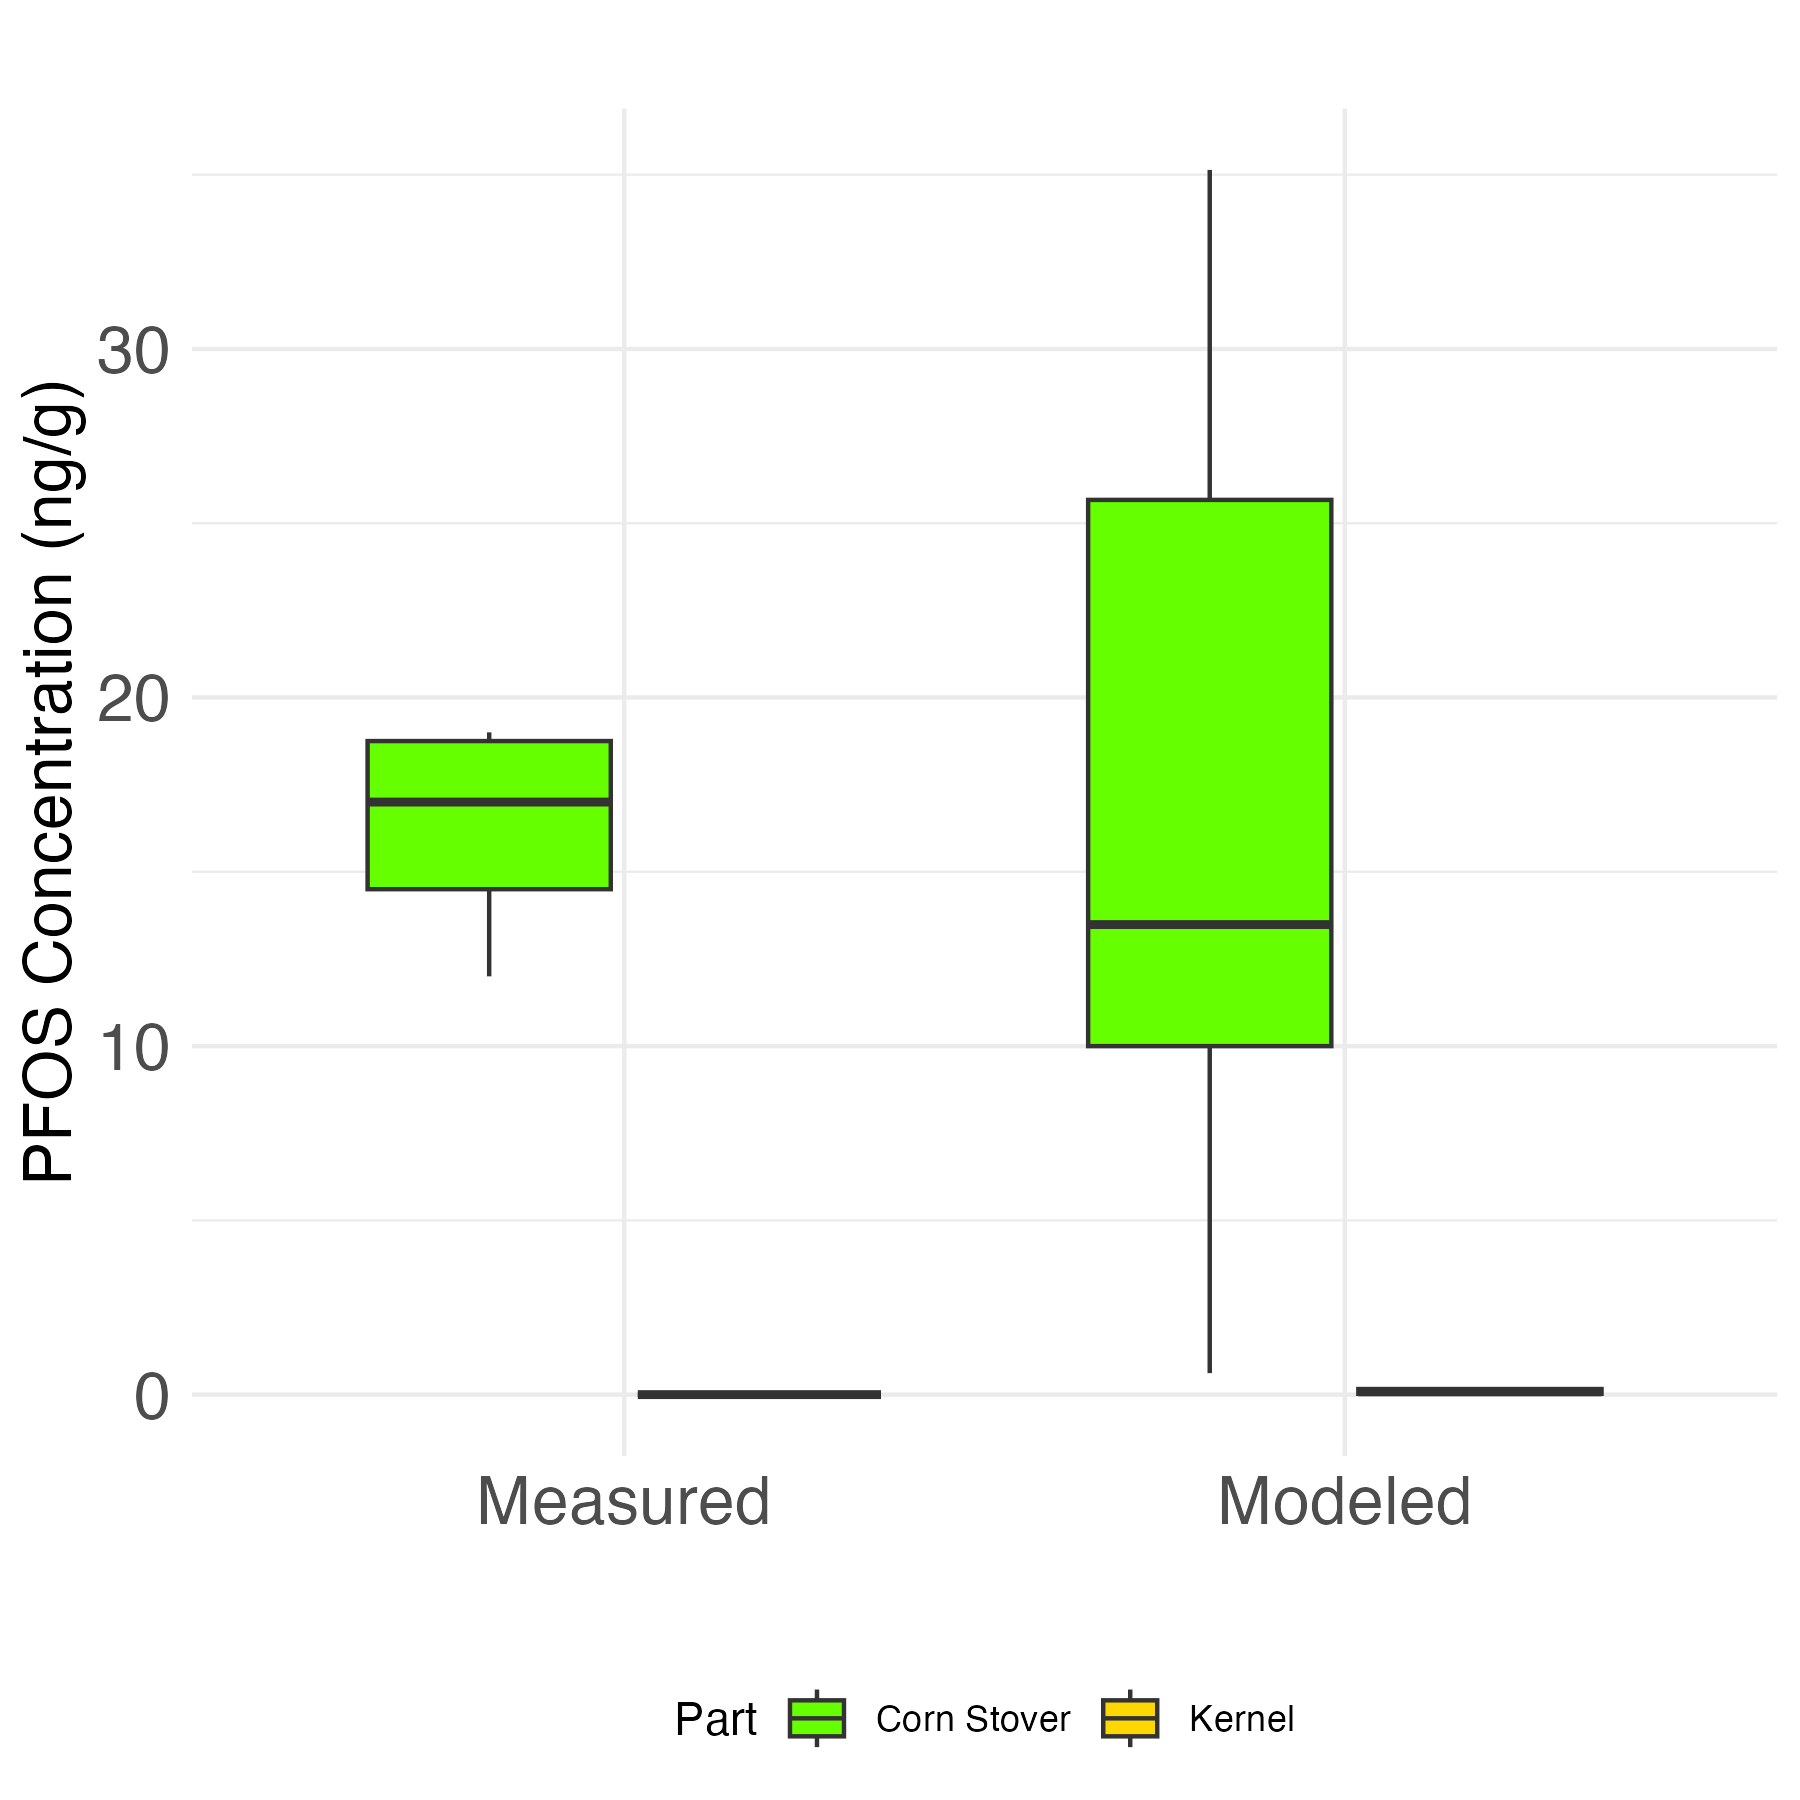 PFOS Concentration (ng/g)
30
20
10
0
Measured Modeled
Part Corn Stover Kernel